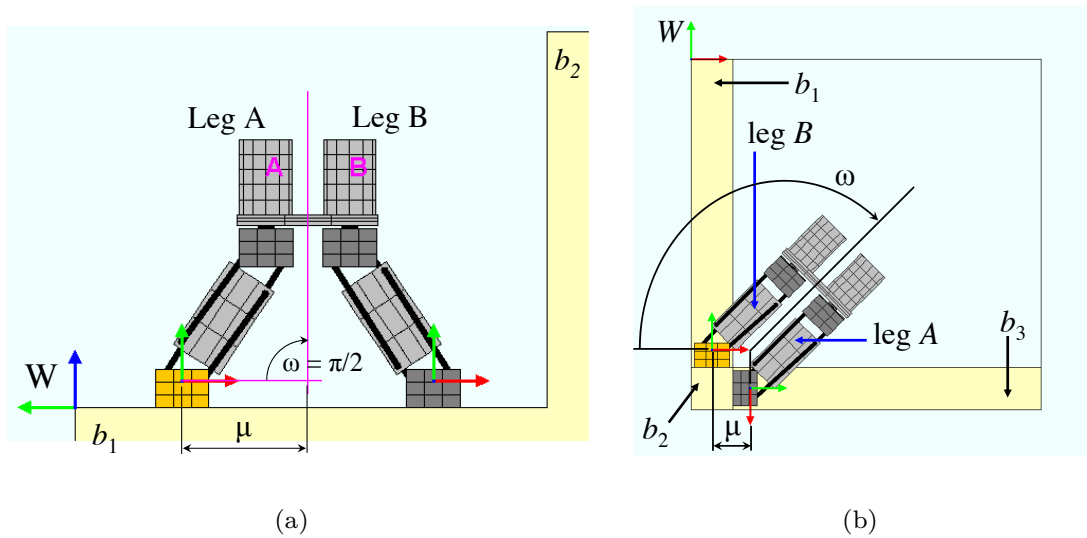 b2
Leg A
Leg B
A
B
ω = π/2
W
b1
μ
(a)
W
b1
leg B
ω
leg A
b3
b2
μ
(b)